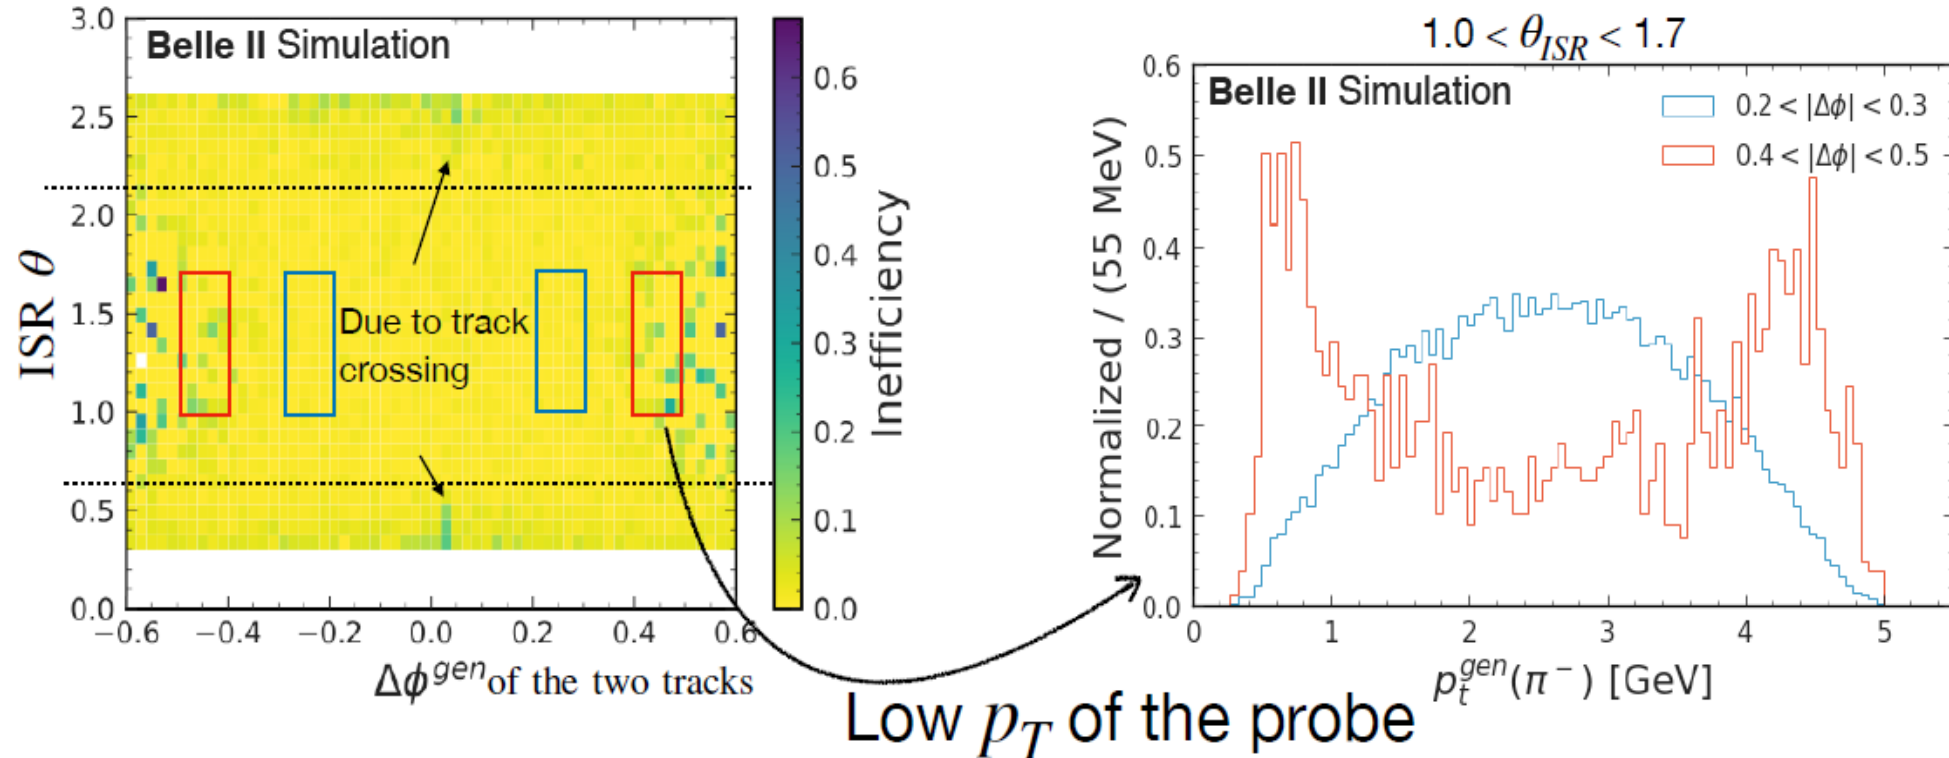 Belle II Simulation
3.0
2.5
2.0
1.5
1.0
0.5
0.0
ISR θ
Due to track
crossing
−0.6 −0.4 −0.2 0.0 0.2 0.4 0.6
Δϕ^gen of the two tracks
0.6
0.5
0.4
0.3
0.2
0.1
0.0
Inefficiency
1.0 < θ_ISR < 1.7
Belle II Simulation
0.2 < |Δϕ| < 0.3
0.4 < |Δϕ| < 0.5
0.6
0.5
0.4
0.3
0.2
0.1
0.0
Normalized / (55 MeV)
0 1 2 3 4 5
p_t^gen(π⁻) [GeV]
Low p_T of the probe